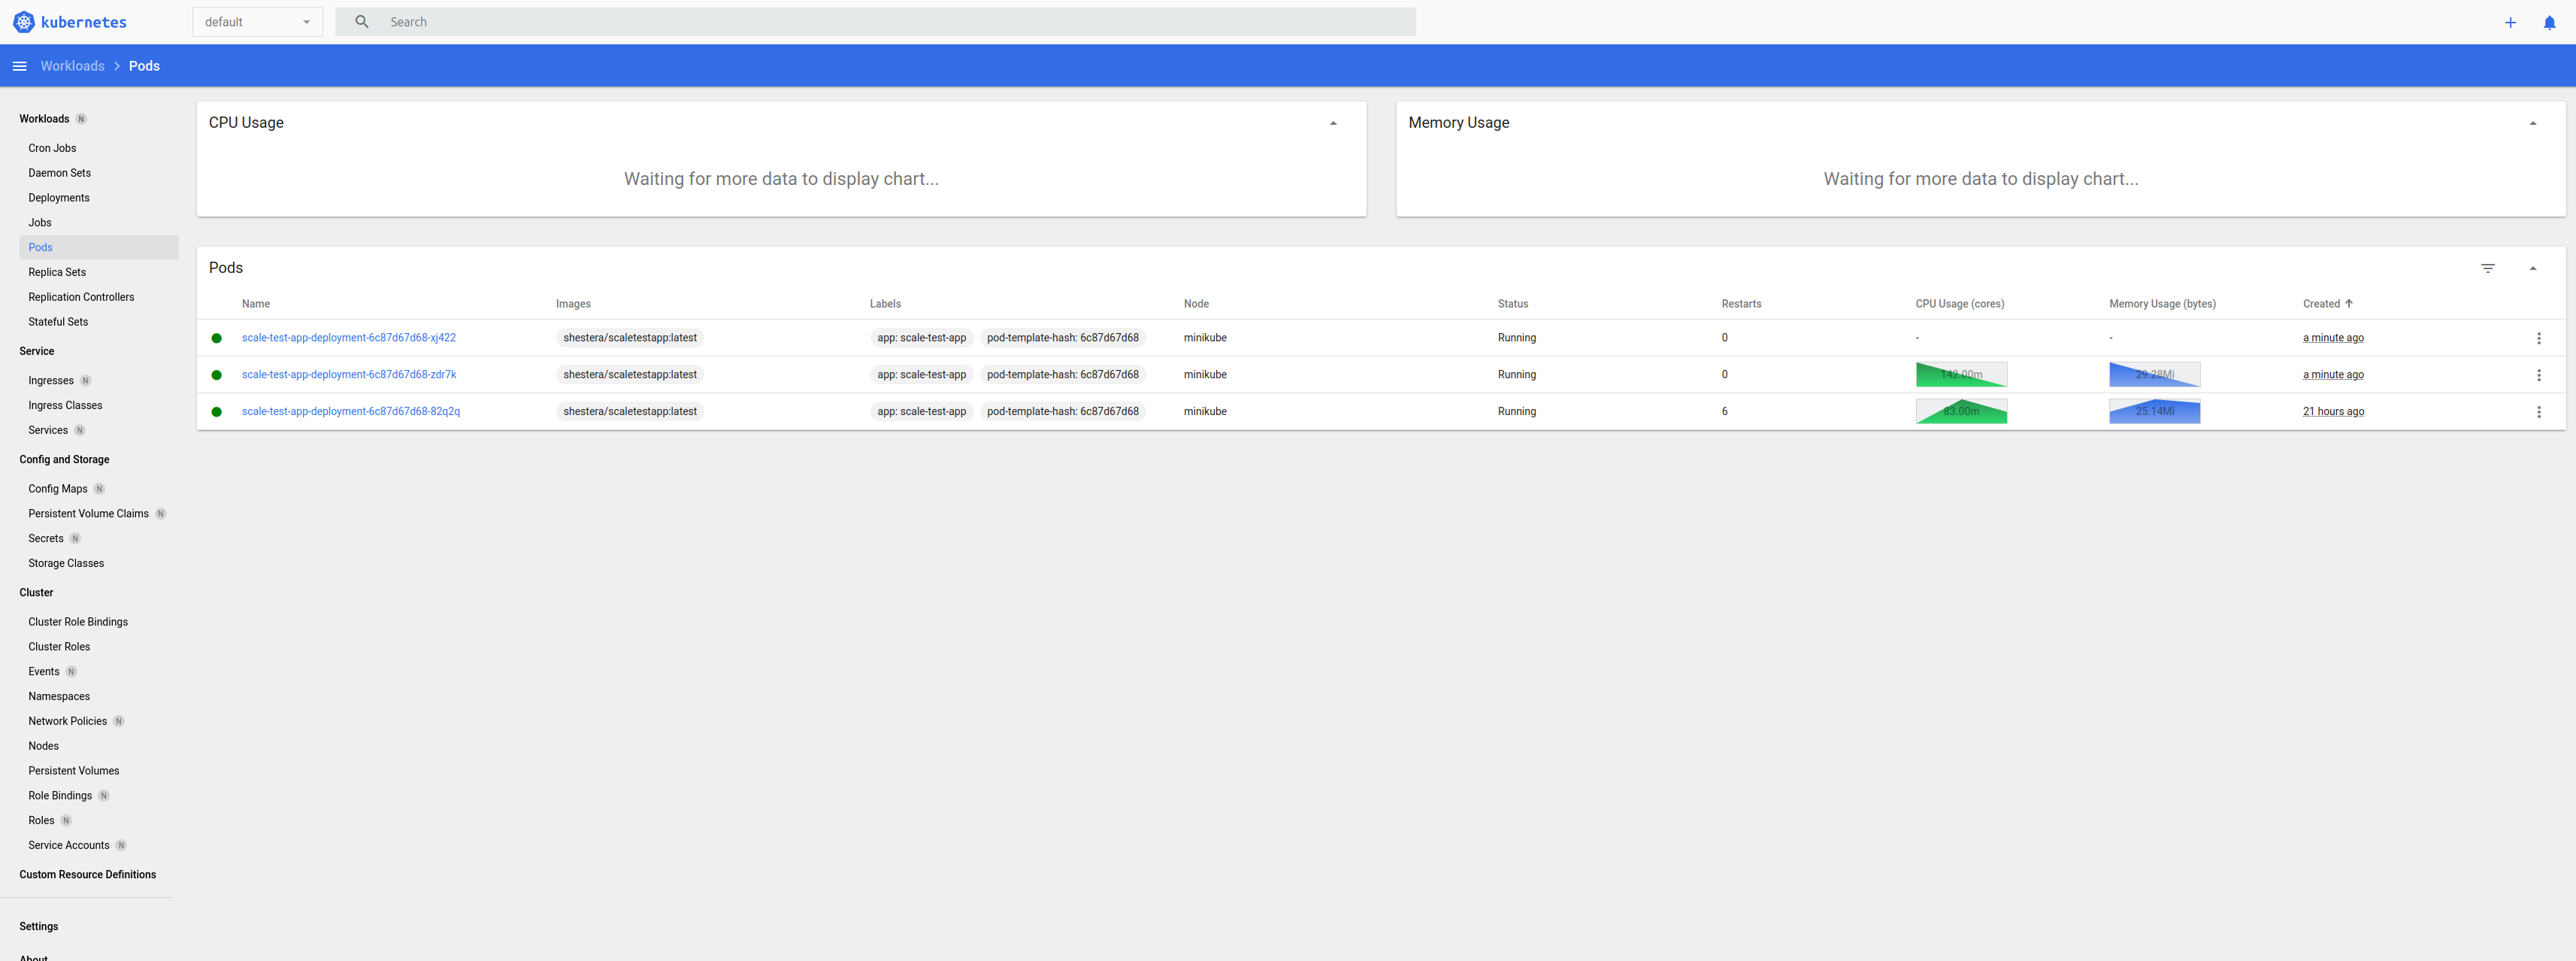 kubernetes
default
Search
Workloads > Pods
Workloads N
Cron Jobs
Daemon Sets
Deployments
Jobs
Pods
Replica Sets
Replication Controllers
Stateful Sets
Service
Ingresses N
Ingress Classes
Services N
Config and Storage
Config Maps N
Persistent Volume Claims N
Secrets N
Storage Classes
Cluster
Cluster Role Bindings
Cluster Roles
Events N
Namespaces
Network Policies N
Nodes
Persistent Volumes
Role Bindings N
Roles N
Service Accounts N
Custom Resource Definitions
Settings
About
CPU Usage
Waiting for more data to display chart...
Memory Usage
Waiting for more data to display chart...
Pods
Name Images Labels Node Status Restarts CPU Usage (cores) Memory Usage (bytes) Created
scale-test-app-deployment-6c87d67d68-xj422 shestera/scaletestapp:latest app: scale-test-app pod-template-hash: 6c87d67d68 minikube Running 0 - - a minute ago
scale-test-app-deployment-6c87d67d68-zdr7k shestera/scaletestapp:latest app: scale-test-app pod-template-hash: 6c87d67d68 minikube Running 0 142.00m 29.28Mi a minute ago
scale-test-app-deployment-6c87d67d68-82q2q shestera/scaletestapp:latest app: scale-test-app pod-template-hash: 6c87d67d68 minikube Running 6 83.00m 25.14Mi 21 hours ago